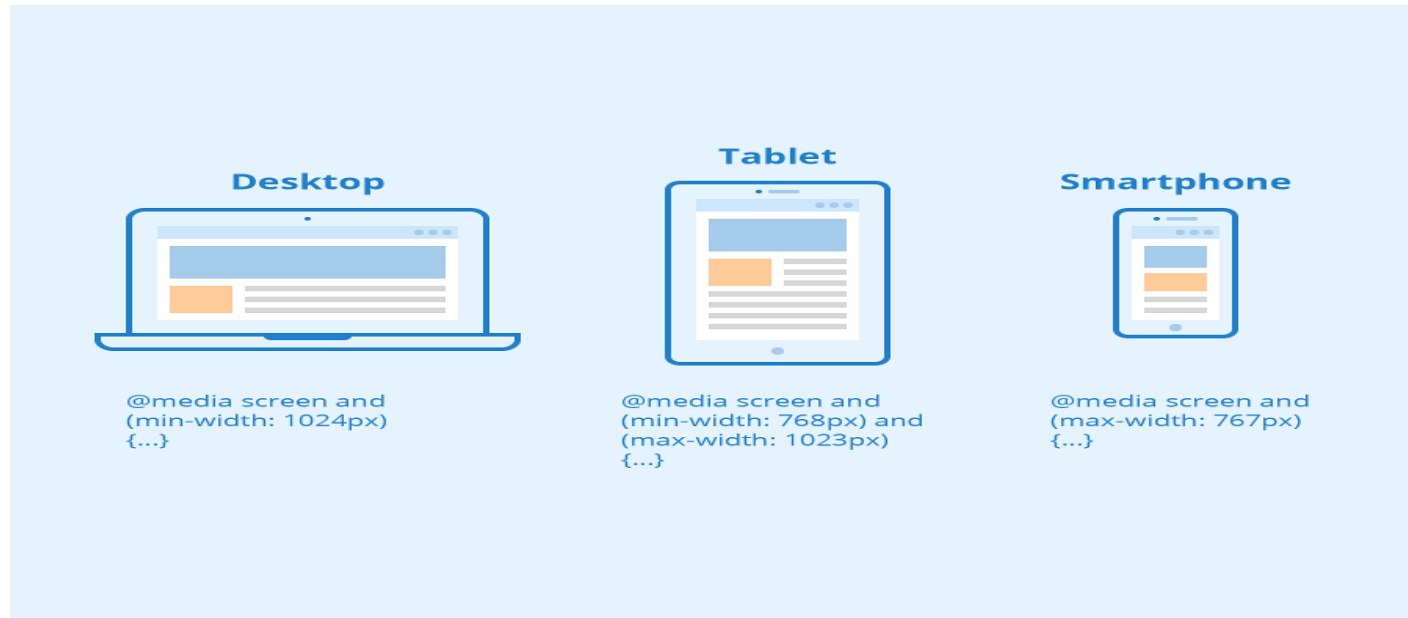 Desktop
@media screen and
(min-width: 1024px)
{...}
Tablet
@media screen and
(min-width: 768px) and
(max-width: 1023px)
{...}
Smartphone
@media screen and
(max-width: 767px)
{...}